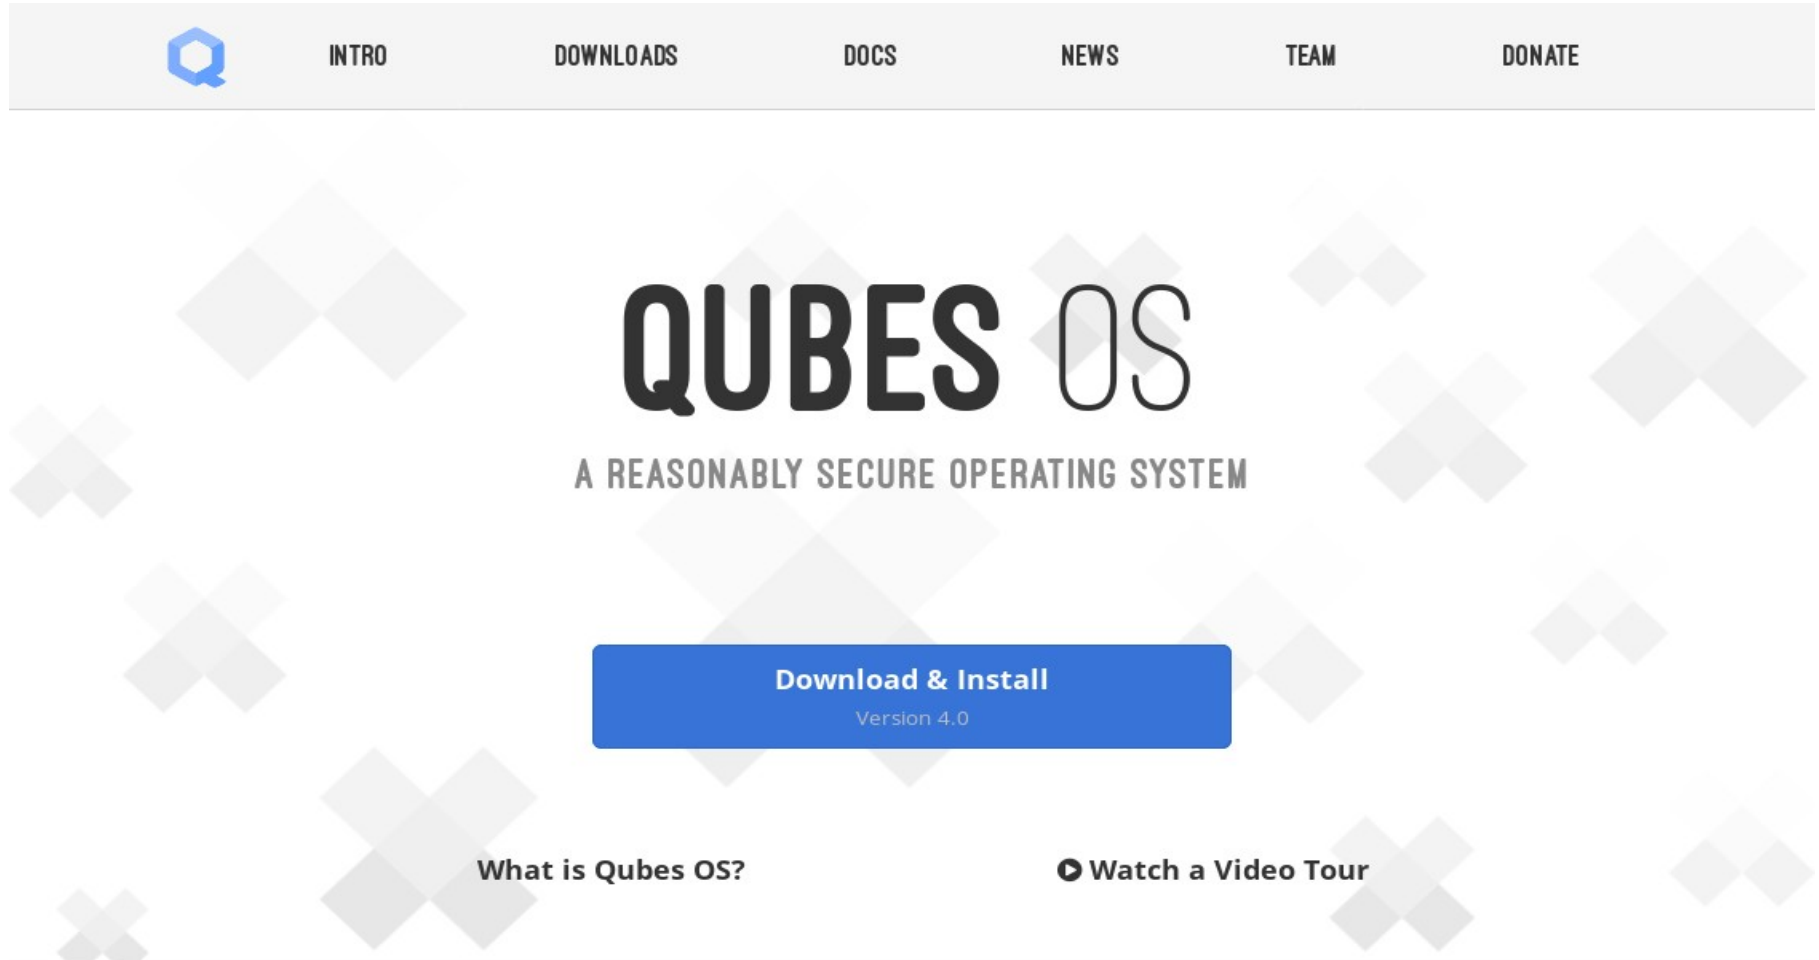 INTRO DOWNLOADS DOCS NEWS TEAM DONATE
QUBES OS
A REASONABLY SECURE OPERATING SYSTEM
Download & Install
Version 4.0
What is Qubes OS? Watch a Video Tour